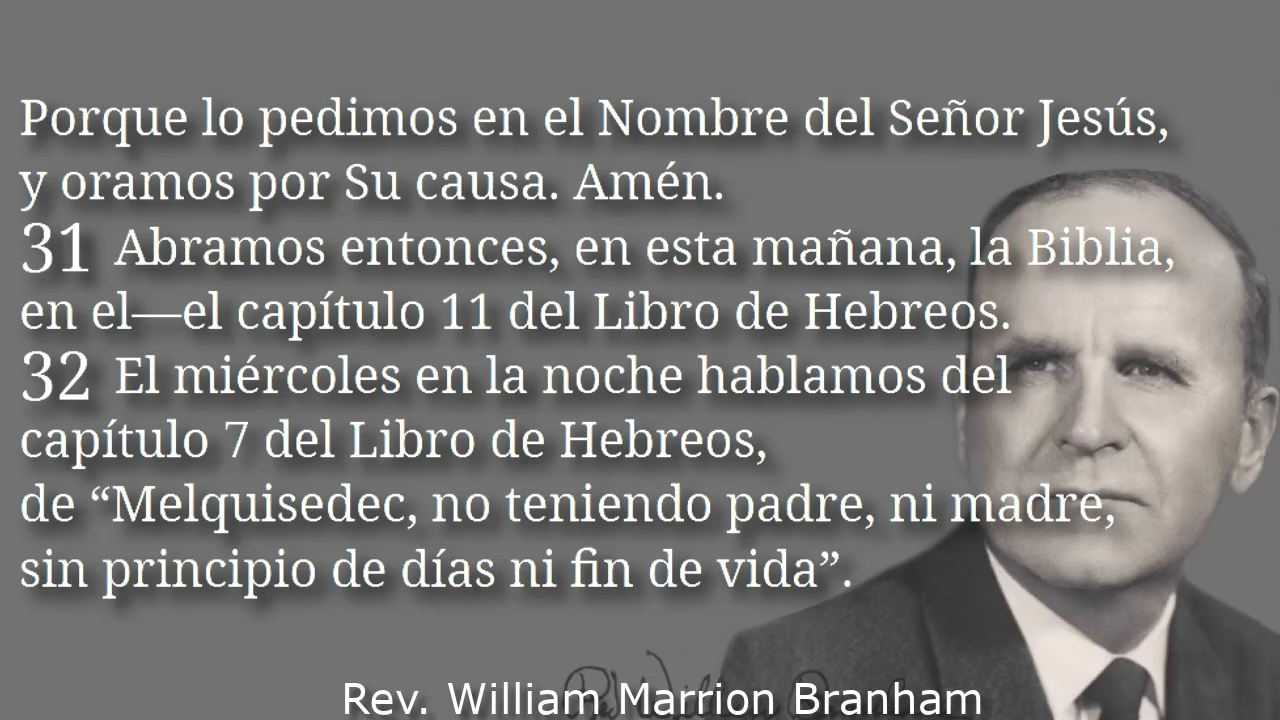 Porque lo pedimos en el Nombre del Señor Jesús,
y oramos por Su causa. Amén.
31 Abramos entonces, en esta mañana, la Biblia,
en el—el capítulo 11 del Libro de Hebreos.
32 El miércoles en la noche hablamos del
capítulo 7 del Libro de Hebreos,
de “Melquisedec, no teniendo padre, ni madre,
sin principio de días ni fin de vida”.
Rev. William Marrion Branham